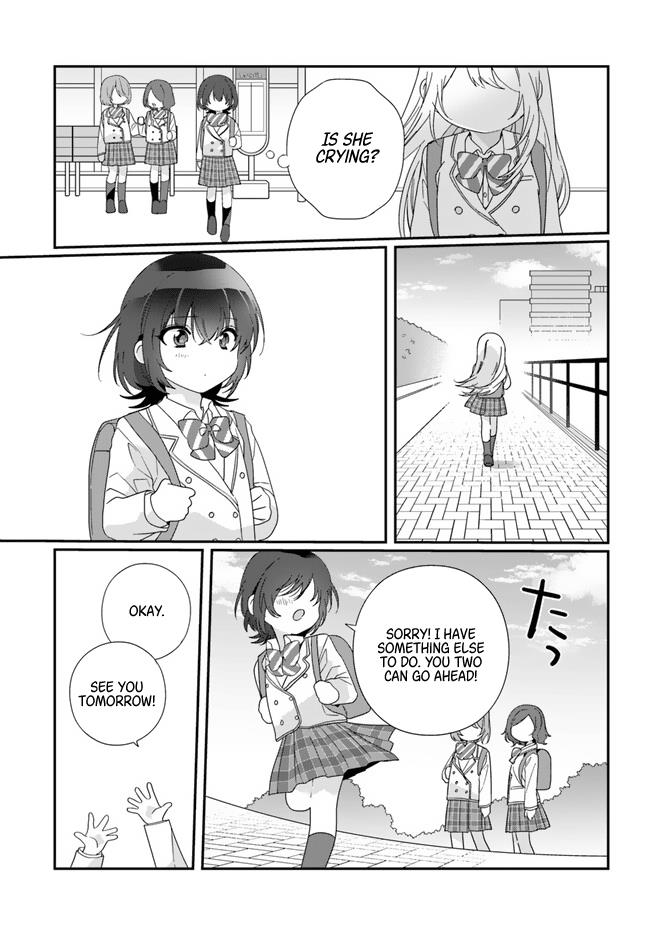 IS SHE
CRYING?
SORRY! I HAVE
SOMETHING ELSE
TO DO. YOU TWO
CAN GO AHEAD!
たっ
OKAY.
SEE YOU
TOMORROW!